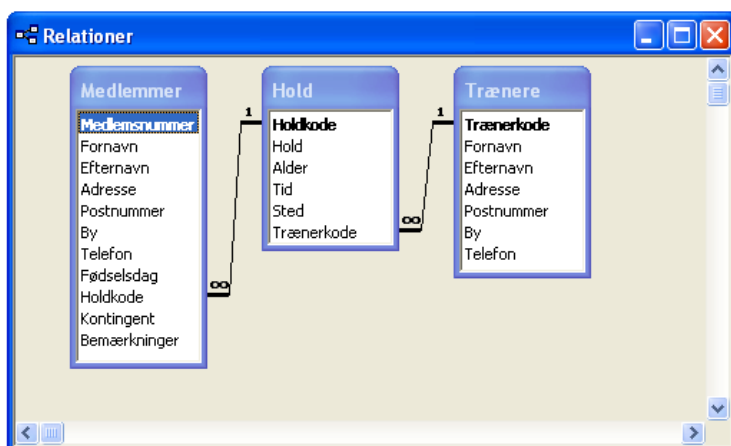 Relationer
Medlemmer
Medlemsnummer
Fornavn
Efternavn
Adresse
Postnummer
By
Telefon
Fødselsdag
Holdkode
Kontingent
Bemærkninger
1
∞
Hold
Holdkode
Hold
Alder
Tid
Sted
Trænerkode
1
∞
Trænere
Trænerkode
Fornavn
Efternavn
Adresse
Postnummer
By
Telefon